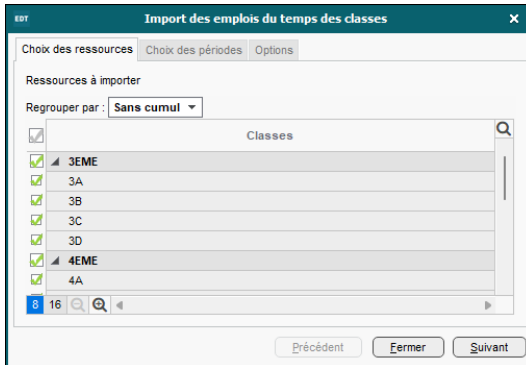 EDT Import des emplois du temps des classes
Choix des ressources Choix des périodes Options
Ressources à importer
Regrouper par : Sans cumul
Classes
3EME
3A
3B
3C
3D
4EME
4A
8 16
Précédent Fermer Suivant